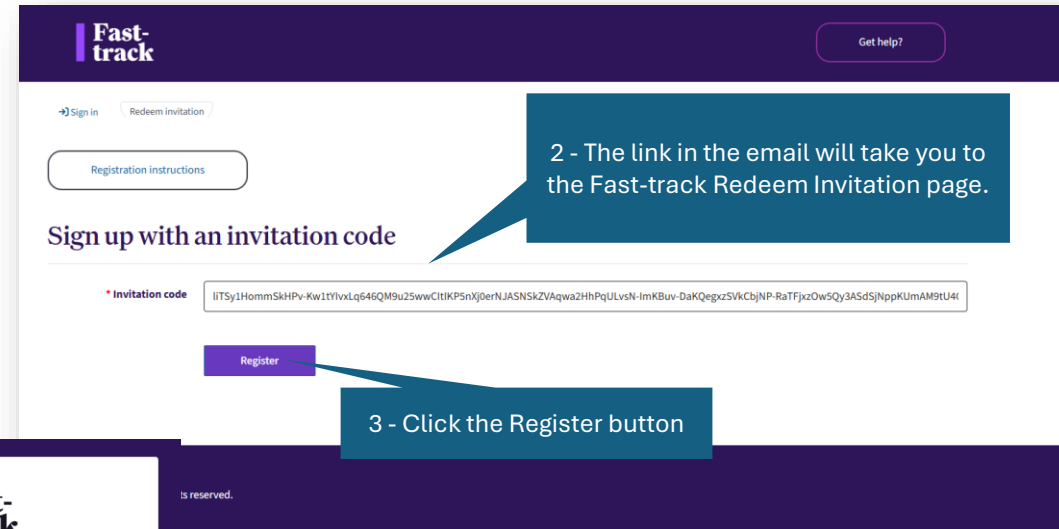 Fast-
track
Get help?
Sign in
Redeem invitation
Registration instructions
2 - The link in the email will take you to
the Fast-track Redeem Invitation page.
Sign up with an invitation code
* Invitation code
liTSy1HommSkHPv-Kw1tYlvxLq646QM9u25wwCItIKP5nXj0erNJASNSkZVAqwa2HhPqULvsN-ImKBuv-DaKQegxzSVkCbjNP-RaTFjxzOw5Qy3ASdSjNppKUmAM9tU4(
Register
3 - Click the Register button
ts reserved.